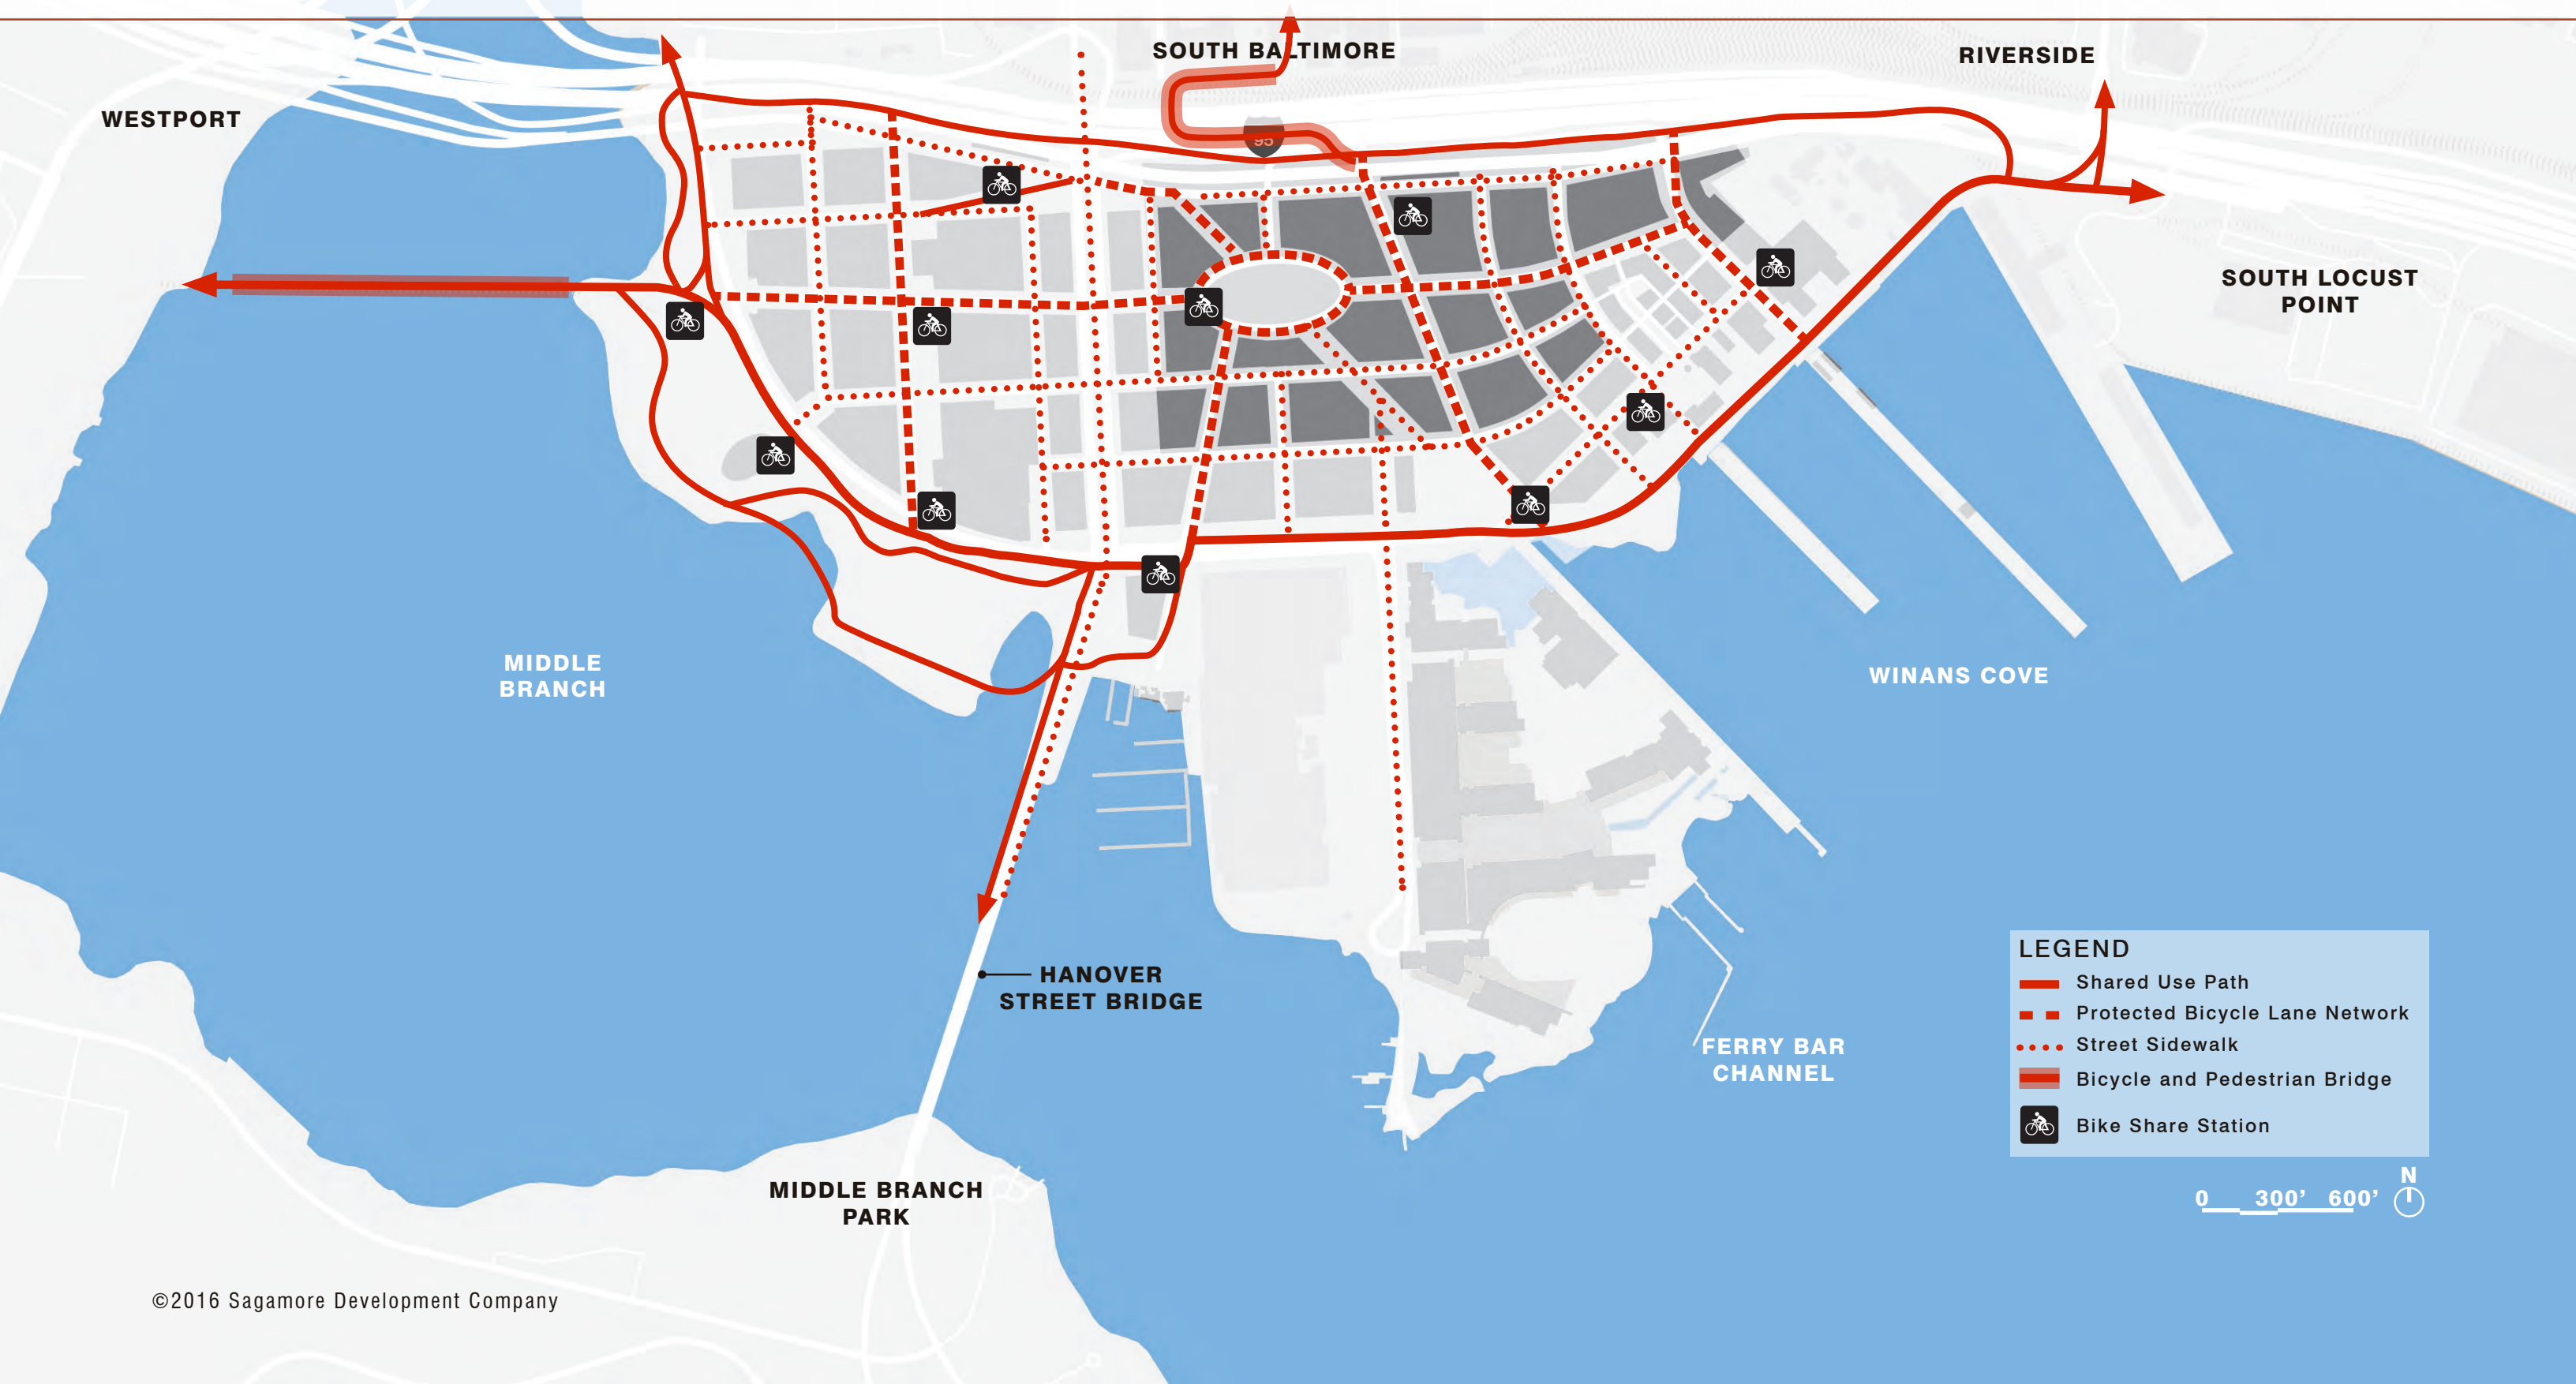 SOUTH BALTIMORE
RIVERSIDE
WESTPORT
95
SOUTH LOCUST
POINT
MIDDLE
BRANCH
WINANS COVE
HANOVER
STREET BRIDGE
FERRY BAR
CHANNEL
MIDDLE BRANCH
PARK
LEGEND
Shared Use Path
Protected Bicycle Lane Network
Street Sidewalk
Bicycle and Pedestrian Bridge
Bike Share Station
N
0 300’ 600’
©2016 Sagamore Development Company